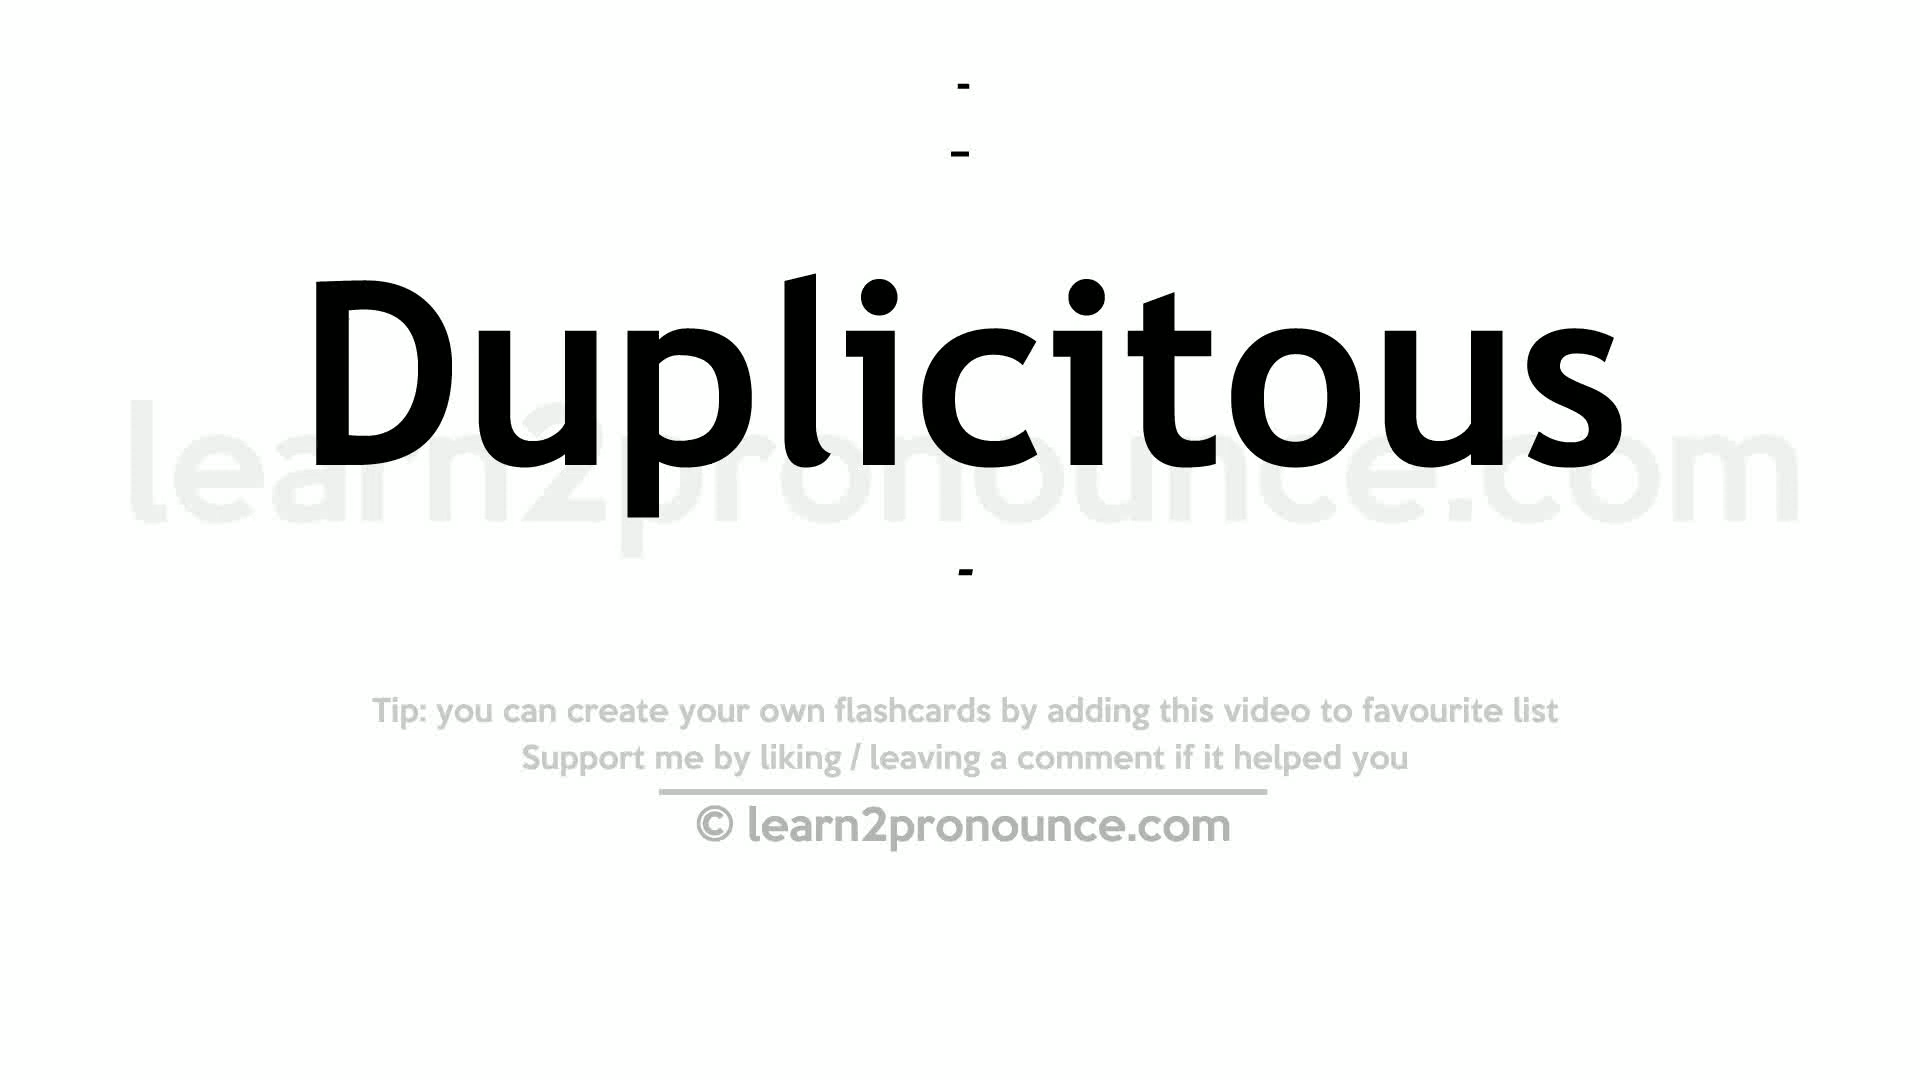 -
-
Duplicitous
learn2pronounce.com
-
Tip: you can create your own flashcards by adding this video to favourite list
Support me by liking / leaving a comment if it helped you
© learn2pronounce.com